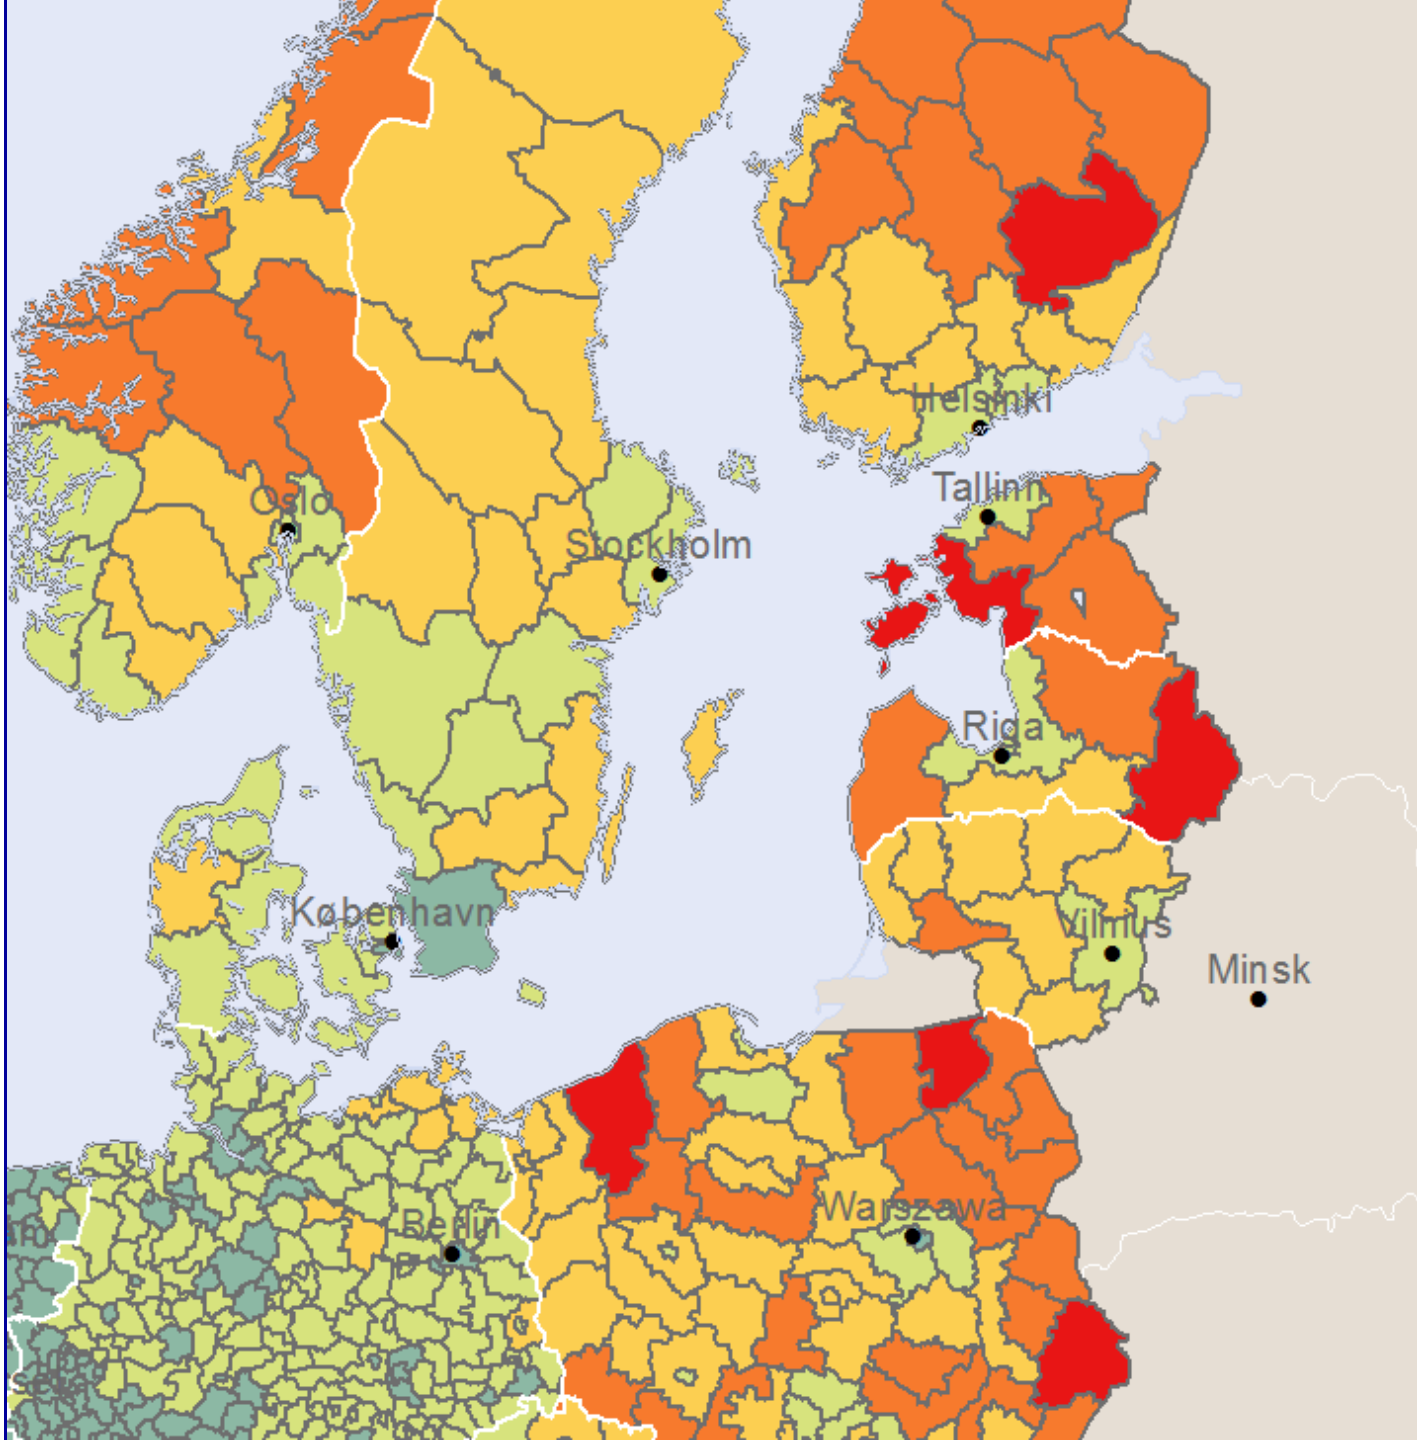 Helsinki
Tallinn
Oslo
Stockholm
Riga
København
Vilnius
Minsk
Warszawa
Berlin